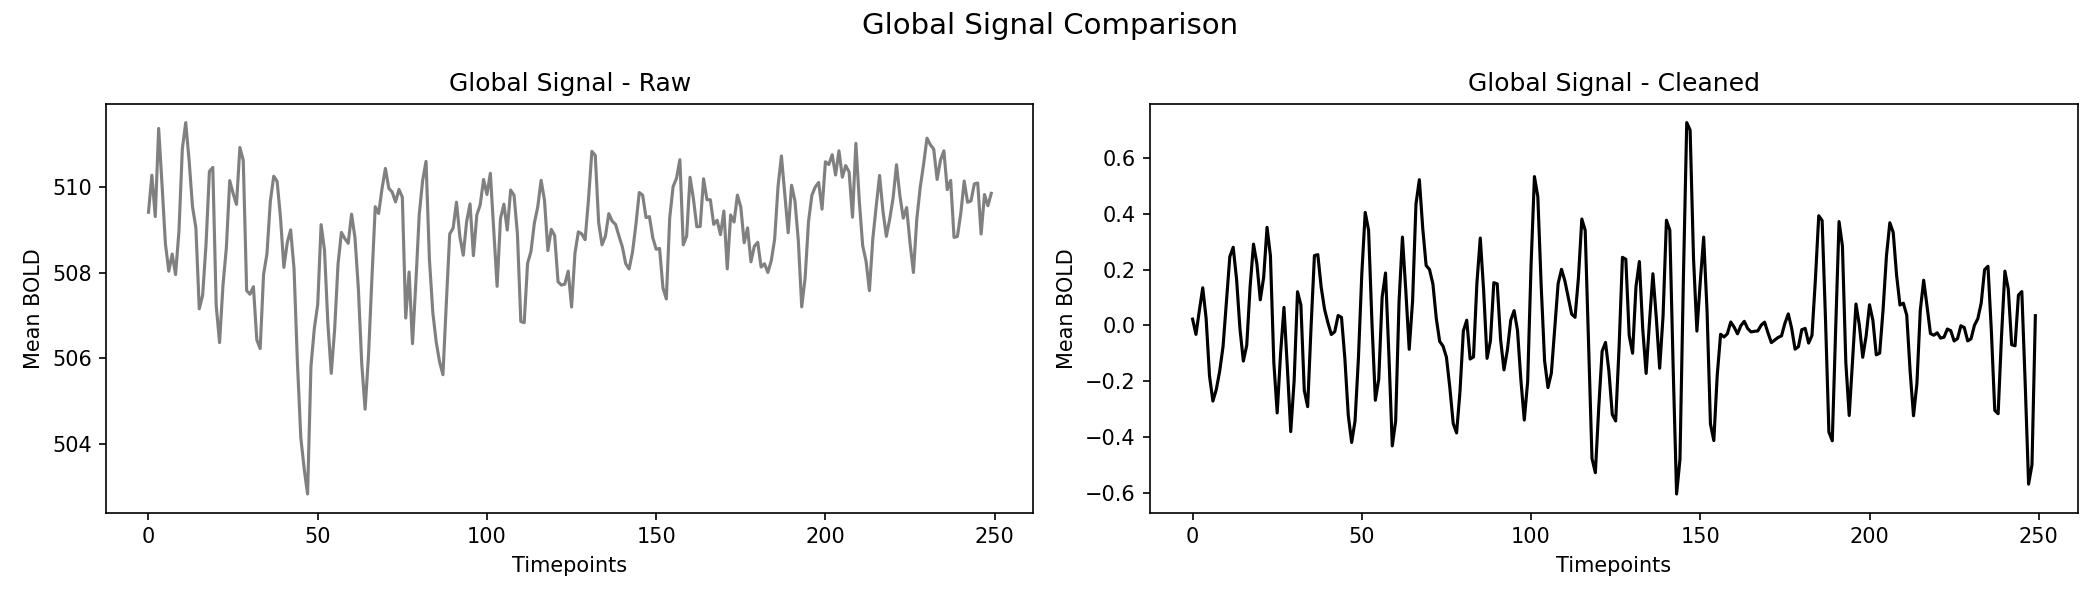 Global Signal Comparison
Global Signal - Raw
Mean BOLD
510
508
506
504
0 50 100 150 200 250
Timepoints
Global Signal - Cleaned
Mean BOLD
0.6
0.4
0.2
0.0
−0.2
−0.4
−0.6
0 50 100 150 200 250
Timepoints